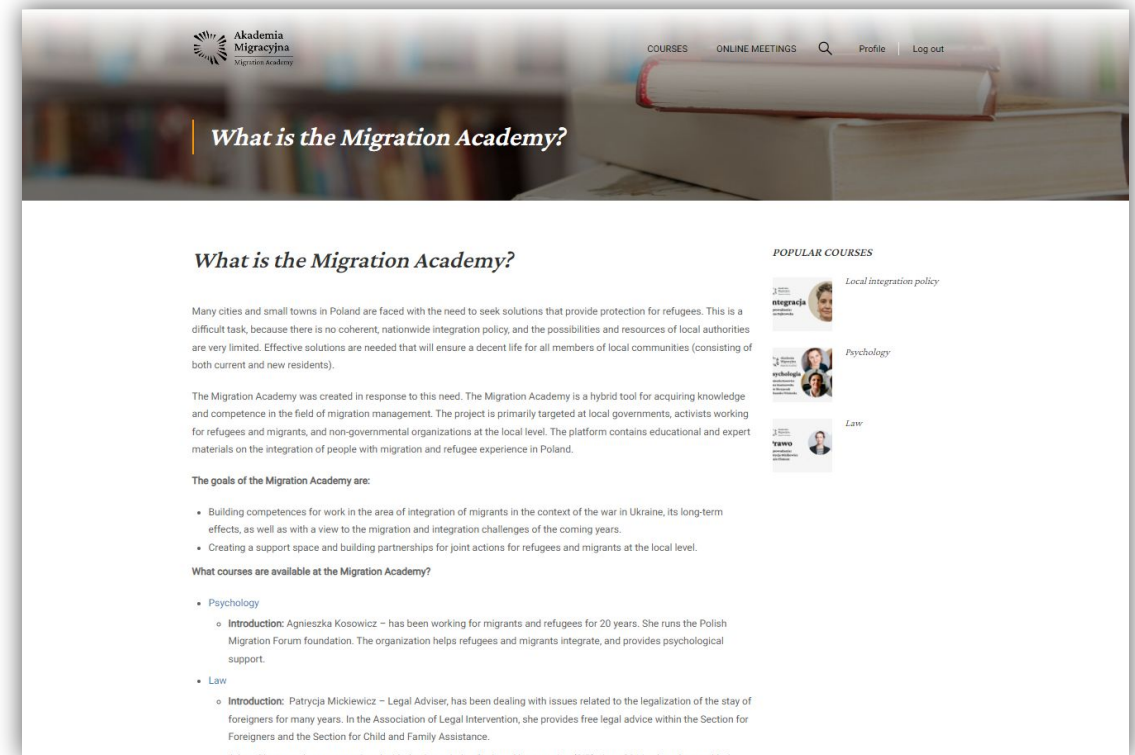 Akademia
Migracyjna
Migration Academy
COURSES ONLINE MEETINGS Profile Log out
What is the Migration Academy?
What is the Migration Academy?
Many cities and small towns in Poland are faced with the need to seek solutions that provide protection for refugees. This is a
difficult task, because there is no coherent, nationwide integration policy, and the possibilities and resources of local authorities
are very limited. Effective solutions are needed that will ensure a decent life for all members of local communities (consisting of
both current and new residents).
The Migration Academy was created in response to this need. The Migration Academy is a hybrid tool for acquiring knowledge
and competence in the field of migration management. The project is primarily targeted at local governments, activists working
for refugees and migrants, and non-governmental organizations at the local level. The platform contains educational and expert
materials on the integration of people with migration and refugee experience in Poland.
The goals of the Migration Academy are:
Building competences for work in the area of integration of migrants in the context of the war in Ukraine, its long-term
effects, as well as with a view to the migration and integration challenges of the coming years.
Creating a support space and building partnerships for joint actions for refugees and migrants at the local level.
What courses are available at the Migration Academy?
Psychology
Introduction: Agnieszka Kosowicz – has been working for migrants and refugees for 20 years. She runs the Polish
Migration Forum foundation. The organization helps refugees and migrants integrate, and provides psychological
support.
Law
Introduction: Patrycja Mickiewicz – Legal Adviser, has been dealing with issues related to the legalization of the stay of
foreigners for many years. In the Association of Legal Intervention, she provides free legal advice within the Section for
Foreigners and the Section for Child and Family Assistance.
POPULAR COURSES
ntegracja
Local integration policy
sychologia
Psychology
rawo
Law